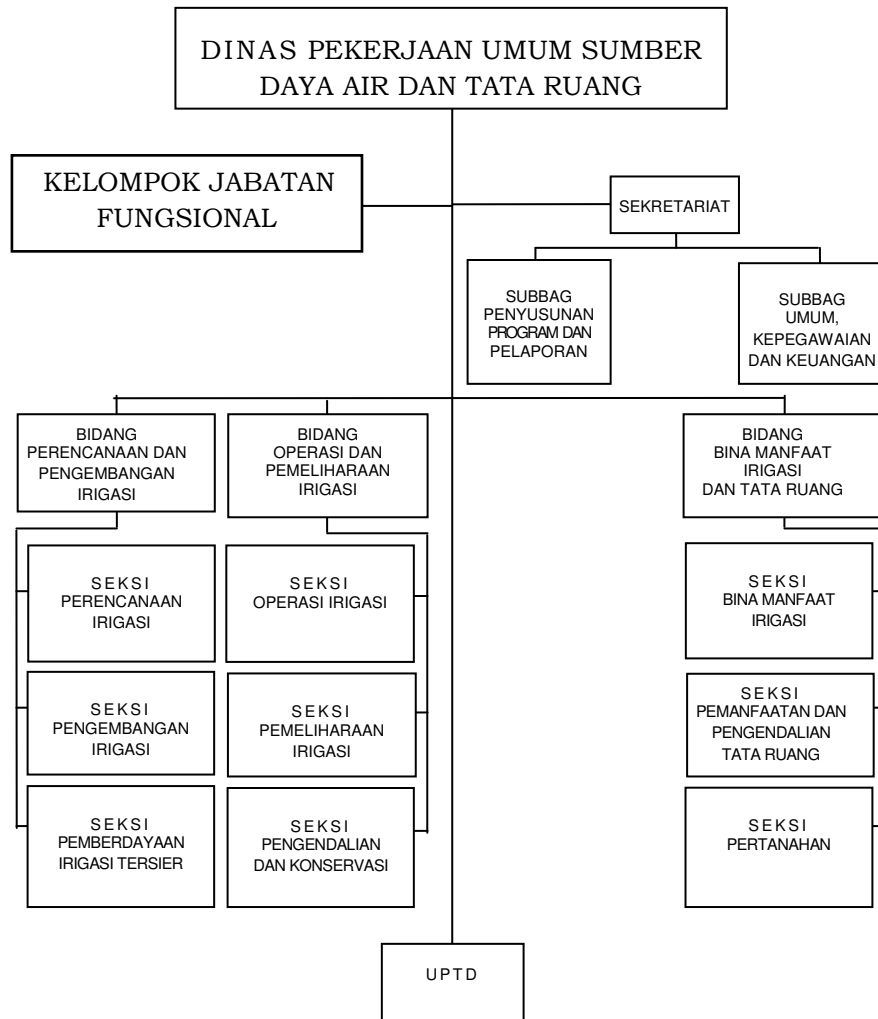 DINAS PEKERJAAN UMUM SUMBER
DAYA AIR DAN TATA RUANG
KELOMPOK JABATAN
FUNGSIONAL
SEKRETARIAT
SUBBAG
PENYUSUNAN
PROGRAM DAN
PELAPORAN
SUBBAG
UMUM,
KEPEGAWAIAN
DAN KEUANGAN
BIDANG
PERENCANAAN DAN
PENGEMBANGAN
IRIGASI
BIDANG
OPERASI DAN
PEMELIHARAAN
IRIGASI
BIDANG
BINA MANFAAT
IRIGASI
DAN TATA RUANG
SEKSI
PERENCANAAN
IRIGASI
SEKSI
OPERASI IRIGASI
SEKSI
BINA MANFAAT
IRIGASI
SEKSI
PENGEMBANGAN
IRIGASI
SEKSI
PEMELIHARAAN
IRIGASI
SEKSI
PEMANFAATAN DAN
PENGENDALIAN
TATA RUANG
SEKSI
PEMBERDAYAAN
IRIGASI TERSIER
SEKSI
PENGENDALIAN
DAN KONSERVASI
SEKSI
PERTANAHAN
UPTD